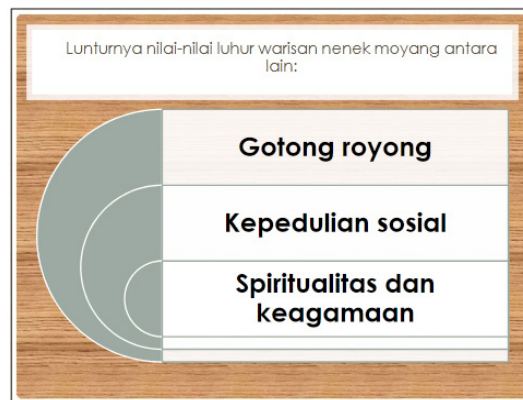 Lunturnya nilai-nilai luhur warisan nenek moyang antara
lain:
Gotong royong
Kepedulian sosial
Spiritualitas dan
keagamaan